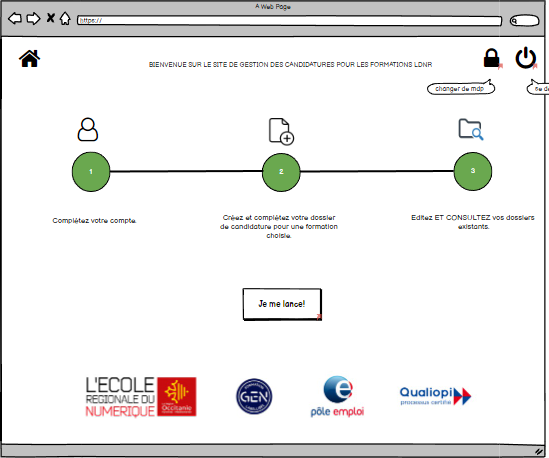 A Web Page
https://
BIENVENUE SUR LE SITE DE GESTION DES CANDIDATURES POUR LES FORMATIONS LDNR
changer de mdp
se de
1
2
3
Complétez votre compte.
Créez et complétez votre dossier
de candidature pour une formation
choisie.
Editez ET CONSULTEZ vos dossiers
existants.
Je me lance!
L'ECOLE
REGIONALE DU
NUMERIQUE
Occitanie
GEN
pôle emploi
Qualiopi
processus certifié